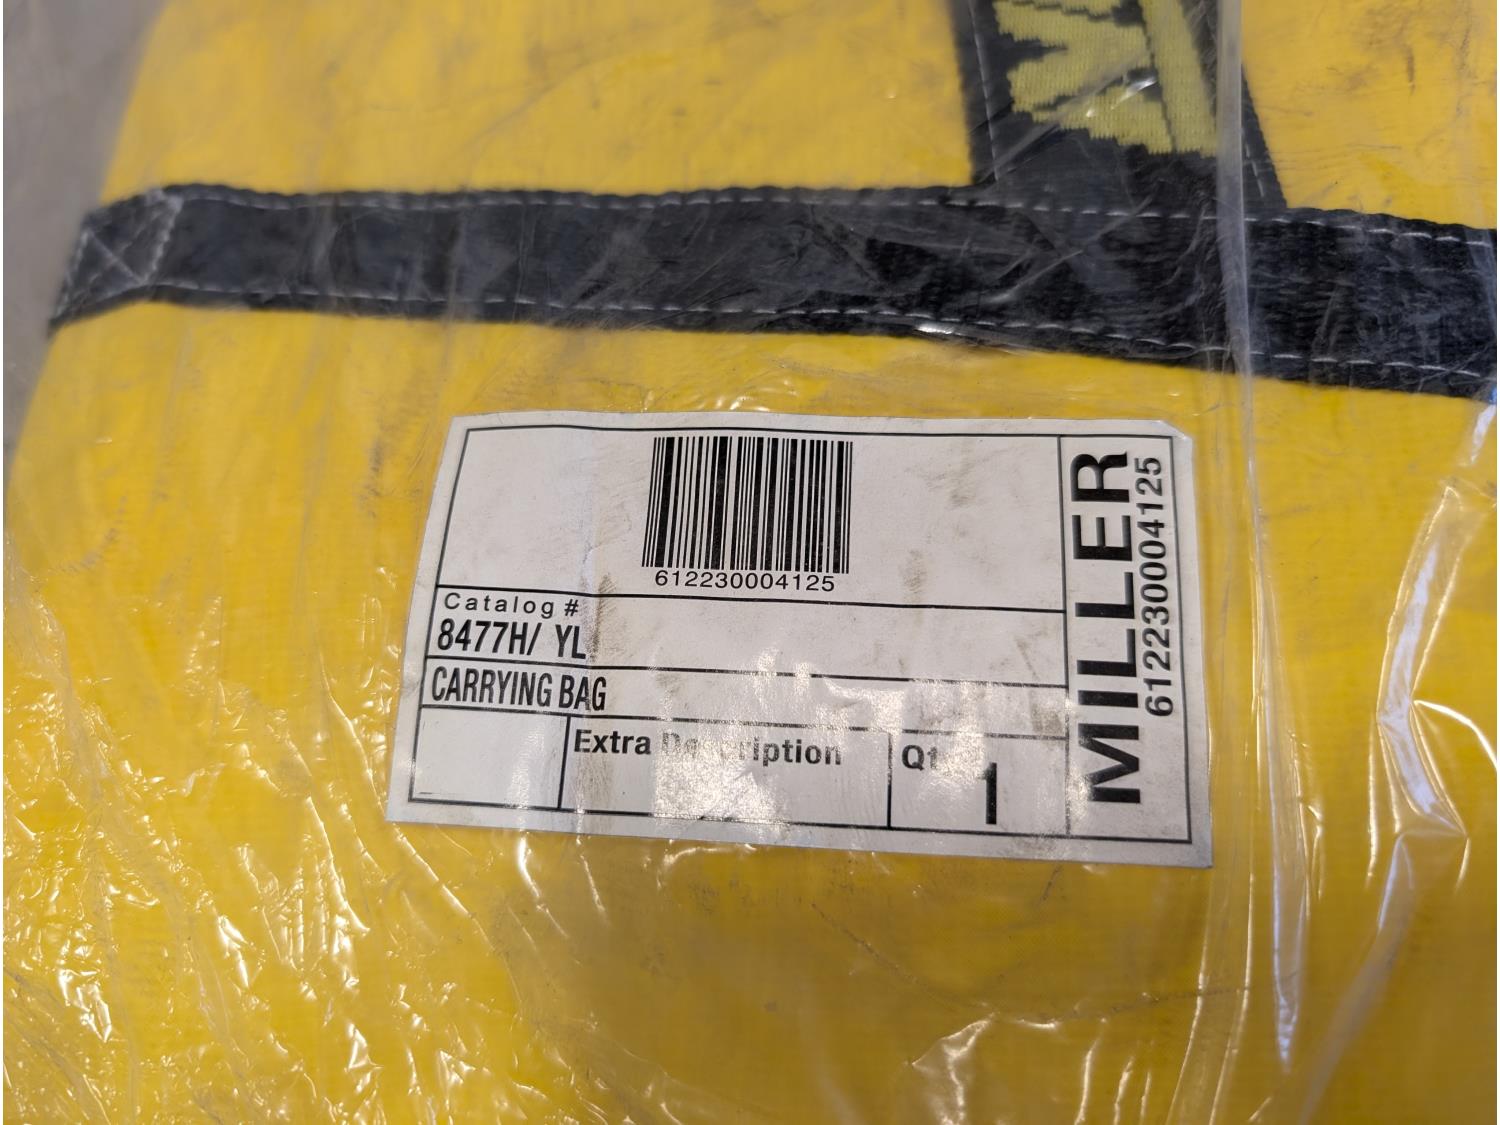 612230004125
Catalog #
8477H/ YL
CARRYING BAG
Extra Description
1
MILLER
612230004125